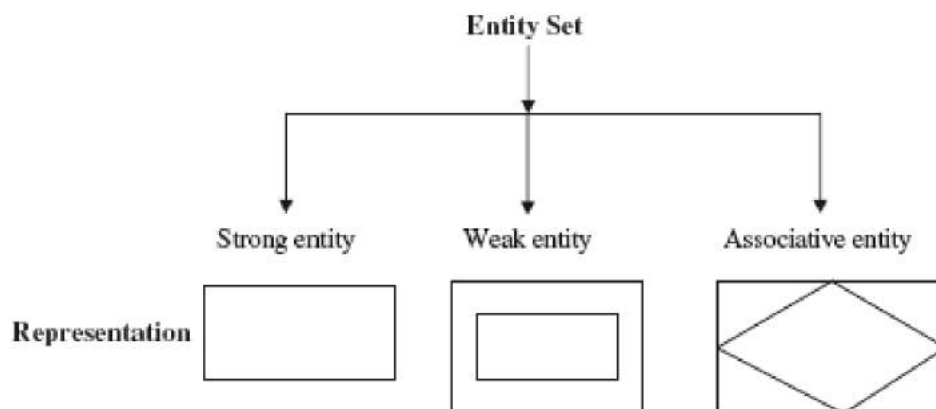 Entity Set
Strong entity
Weak entity
Associative entity
Representation